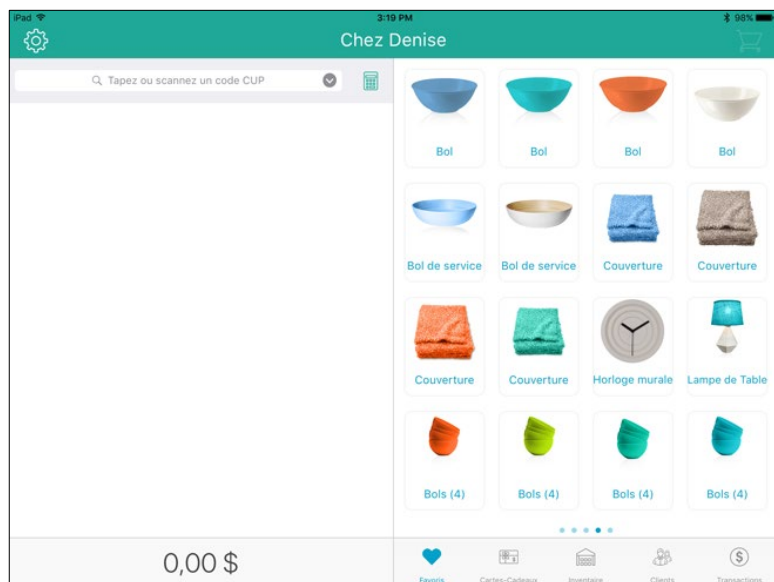 iPad 3:19 PM 98%
Chez Denise
Tapez ou scannez un code CUP
Bol Bol Bol Bol
Bol de service Bol de service Couverture Couverture
Couverture Couverture Horloge murale Lampe de Table
Bols (4) Bols (4) Bols (4) Bols (4)
0,00 $
Favoris Cartes-Cadeaux Inventaire Clients Transactions